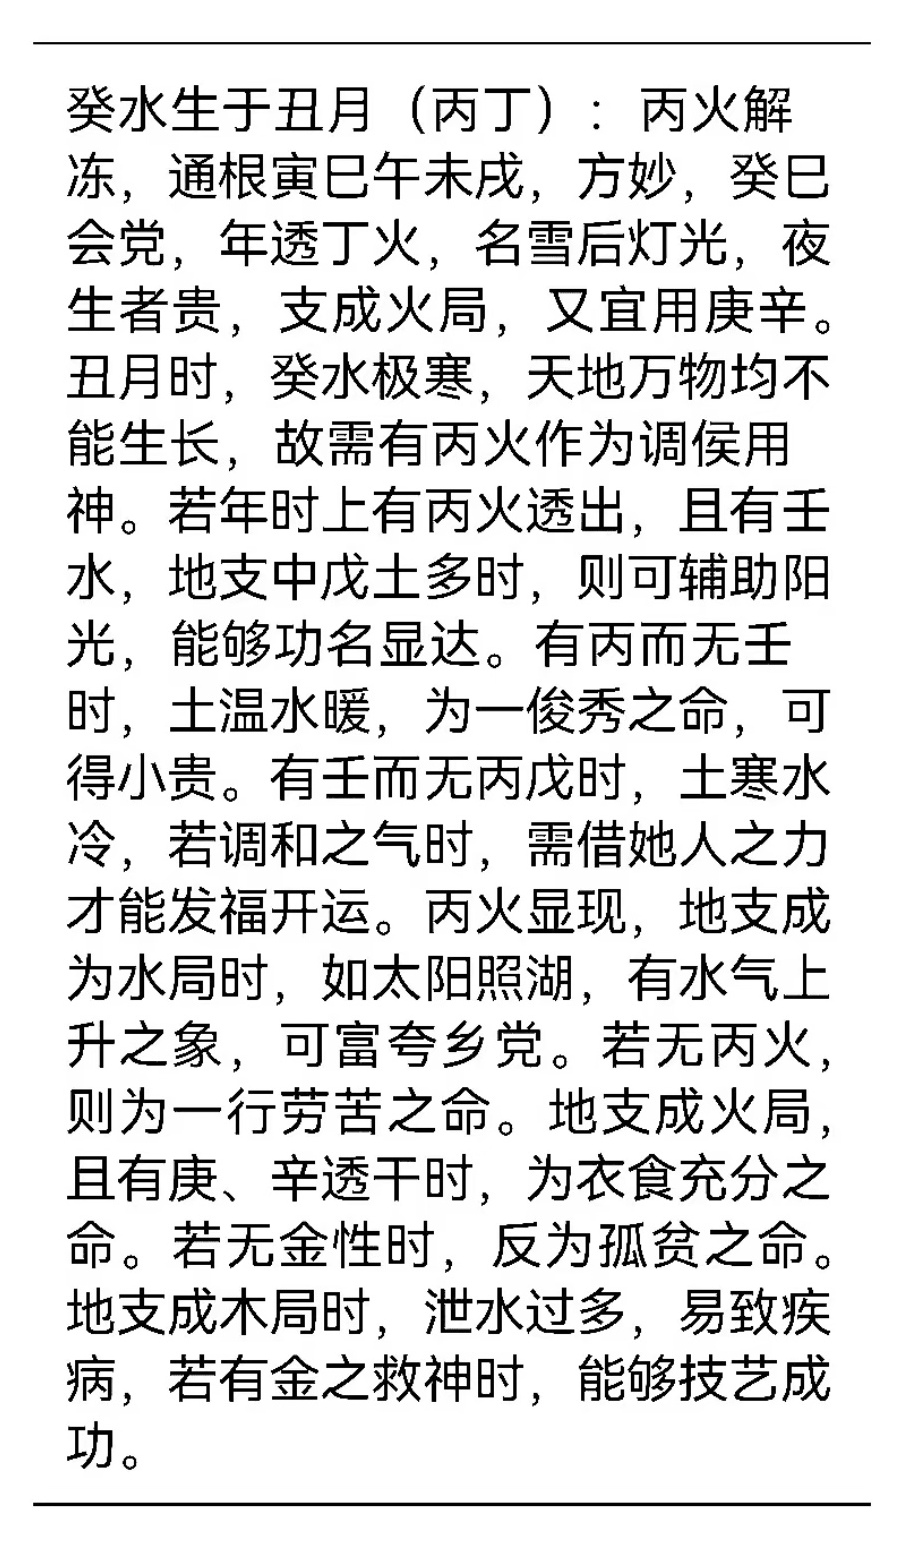 癸水生于丑月（丙丁）：丙火解
冻，通根寅巳午未戌，方妙，癸巳
会党，年透丁火，名雪后灯光，夜
生者贵，支成火局，又宜用庚辛。
丑月时，癸水极寒，天地万物均不
能生长，故需有丙火作为调侯用
神。若年时上有丙火透出，且有壬
水，地支中戊土多时，则可辅助阳
光，能够功名显达。有丙而无壬
时，土温水暖，为一俊秀之命，可
得小贵。有壬而无丙戊时，土寒水
冷，若调和之气时，需借她人之力
才能发福开运。丙火显现，地支成
为水局时，如太阳照湖，有水气上
升之象，可富夸乡党。若无丙火，
则为一行劳苦之命。地支成火局，
且有庚、辛透干时，为衣食充分之
命。若无金性时，反为孤贫之命。
地支成木局时，泄水过多，易致疾
病，若有金之救神时，能够技艺成
功。